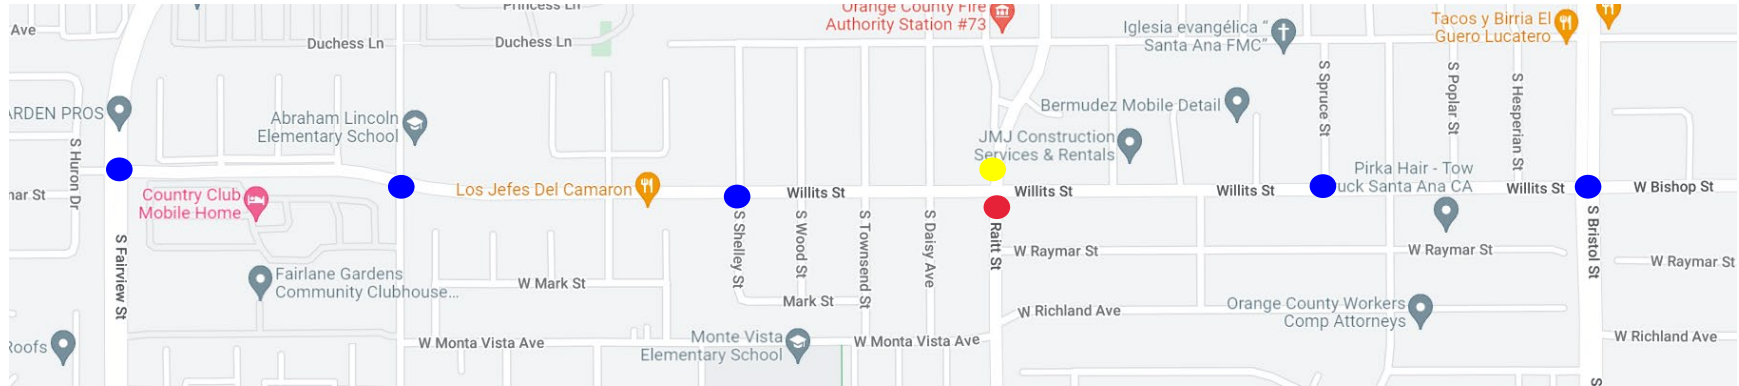 Princess Ln
Orange County Fire
Authority Station #73
Iglesia evangélica "
Santa Ana FMC"
Tacos y Birria El
Guero Lucatero
Ave
Duchess Ln
Duchess Ln
ARDEN PROS
Abraham Lincoln
Elementary School
Bermudez Mobile Detail
S Spruce St
S Poplar St
S Hesperian St
JMJ Construction
Services & Rentals
S Huron Dr
Pirka Hair - Tow
uck Santa Ana CA
mar St
Country Club
Mobile Home
Los Jefes Del Camaron
Willits St
Willits St
Willits St
Willits St
W Bishop St
S Fairview St
S Shelley St
S Wood St
S Townsend St
S Daisy Ave
Raitt St
S Bristol St
W Raymar St
W Raymar St
W Raymar St
Fairlane Gardens
Community Clubhouse...
W Mark St
Mark St
W Richland Ave
Orange County Workers
Comp Attorneys
Roofs
W Monta Vista Ave
Monte Vista
Elementary School
W Monta Vista Ave
W Richland Ave
S